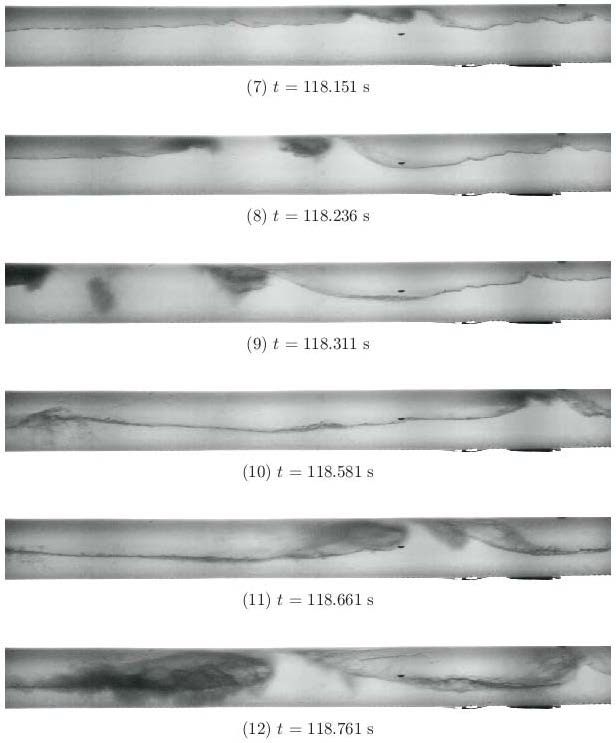 (7) t = 118.151 s
(8) t = 118.236 s
(9) t = 118.311 s
(10) t = 118.581 s
(11) t = 118.661 s
(12) t = 118.761 s